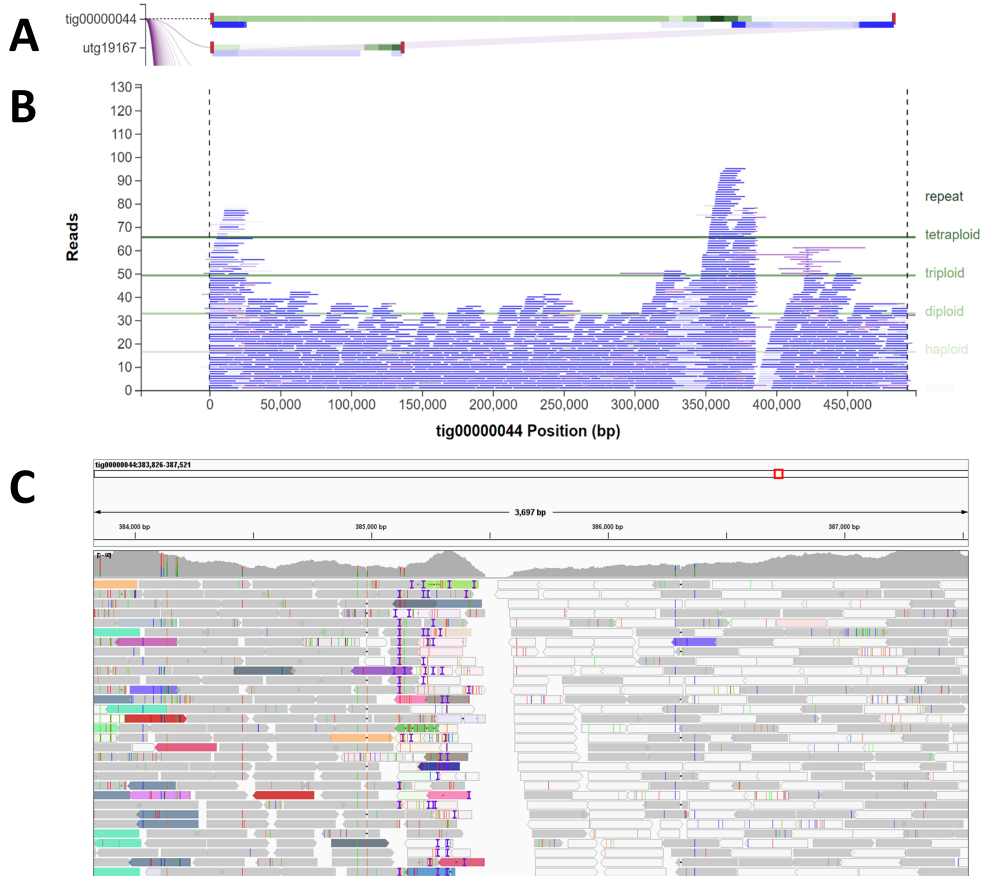 A
tig00000044
utg19167
B
130
120
110
100
90
80
70
60
50
40
30
20
10
0
Reads
repeat
tetraploid
triploid
diploid
haploid
none
0 50,000 100,000 150,000 200,000 250,000 300,000 350,000 400,000 450,000
tig00000044 Position (bp)
C
tig00000044:383,826-387,521
3,697 bp
384,000 bp 385,000 bp 386,000 bp 387,000 bp